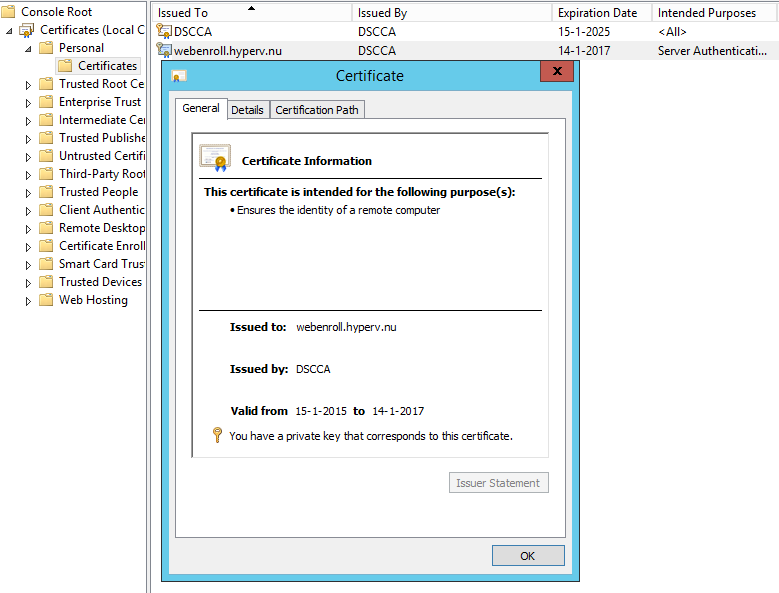 Console Root
Certificates (Local C
Personal
Certificates
Trusted Root Ce
Enterprise Trust
Intermediate Cer
Trusted Publishe
Untrusted Certifi
Third-Party Root
Trusted People
Client Authentic
Remote Desktop
Certificate Enroll
Smart Card Trus
Trusted Devices
Web Hosting
Issued To Issued By Expiration Date Intended Purposes
DSCCA DSCCA 15-1-2025 <All>
webenroll.hyperv.nu DSCCA 14-1-2017 Server Authenticati...
Certificate
x
General Details Certification Path
Certificate Information
This certificate is intended for the following purpose(s):
• Ensures the identity of a remote computer
Issued to: webenroll.hyperv.nu
Issued by: DSCCA
Valid from 15-1-2015 to 14-1-2017
You have a private key that corresponds to this certificate.
Issuer Statement
OK